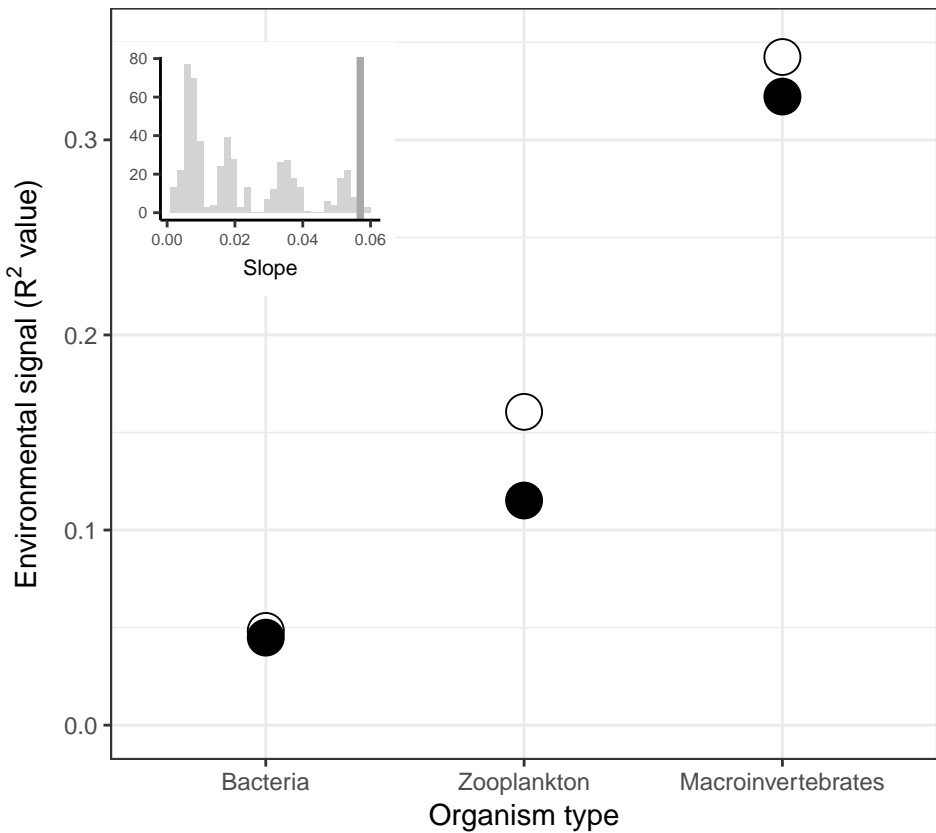 80
60
40
20
0
0.00 0.02 0.04 0.06
Slope
Environmental signal (R² value)
0.3
0.2
0.1
0.0
Bacteria Zooplankton Macroinvertebrates
Organism type